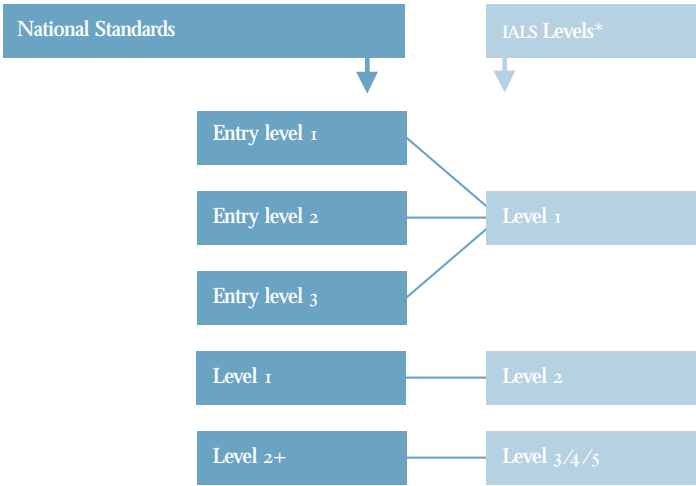 National Standards
IALS Levels*
Entry level 1
Entry level 2
Level 1
Entry level 3
Level 1
Level 2
Level 2+
Level 3/4/5